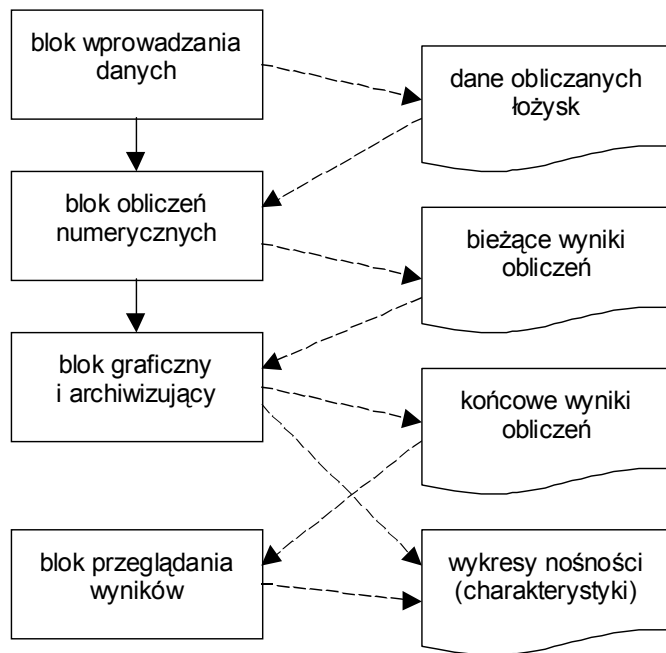 blok wprowadzania
danych
dane obliczanych
łożysk
blok obliczeń
numerycznych
bieżące wyniki
obliczeń
blok graficzny
i archiwizujący
końcowe wyniki
obliczeń
blok przeglądania
wyników
wykresy nośności
(charakterystyki)